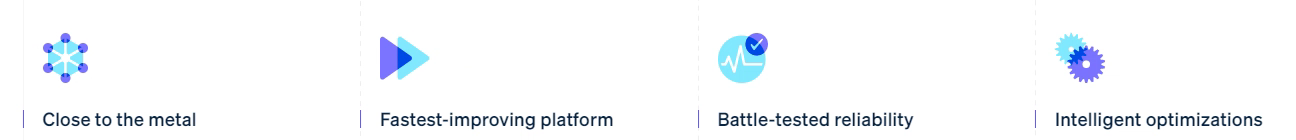 Close to the metal
Fastest-improving platform
Battle-tested reliability
Intelligent optimizations